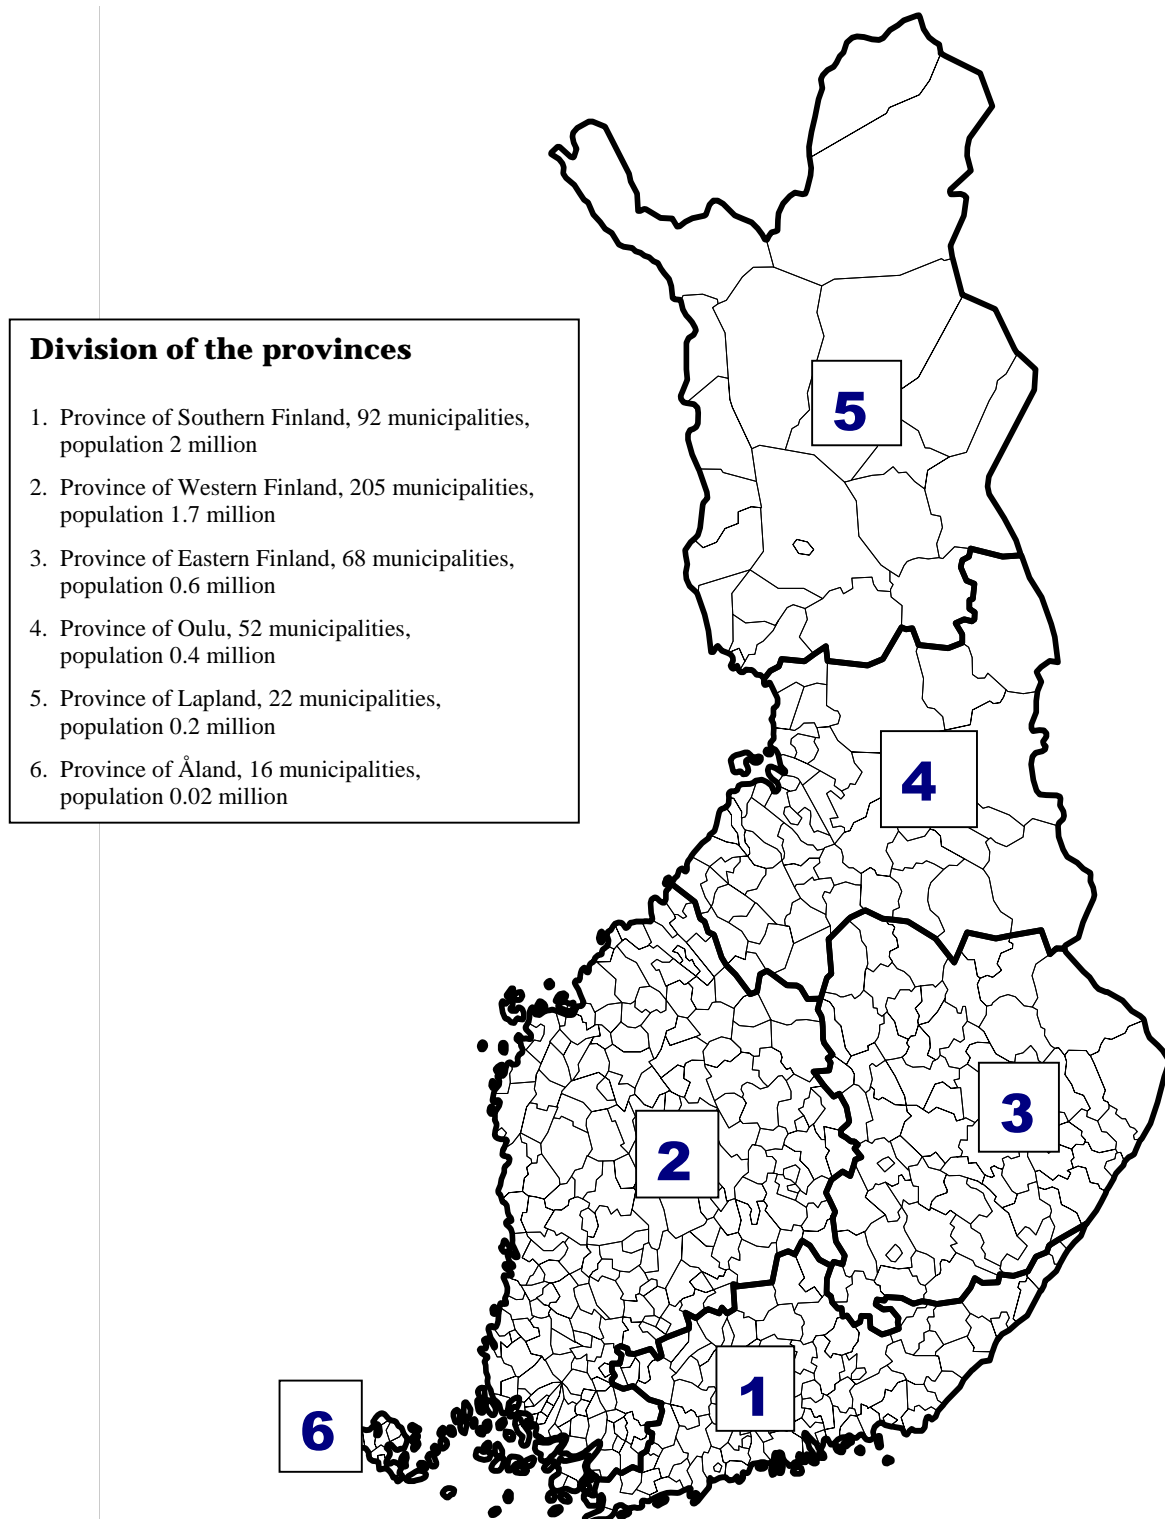 Division of the provinces
1. Province of Southern Finland, 92 municipalities,
population 2 million
2. Province of Western Finland, 205 municipalities,
population 1.7 million
3. Province of Eastern Finland, 68 municipalities,
population 0.6 million
4. Province of Oulu, 52 municipalities,
population 0.4 million
5. Province of Lapland, 22 municipalities,
population 0.2 million
6. Province of Åland, 16 municipalities,
population 0.02 million
5
4
3
2
1
6